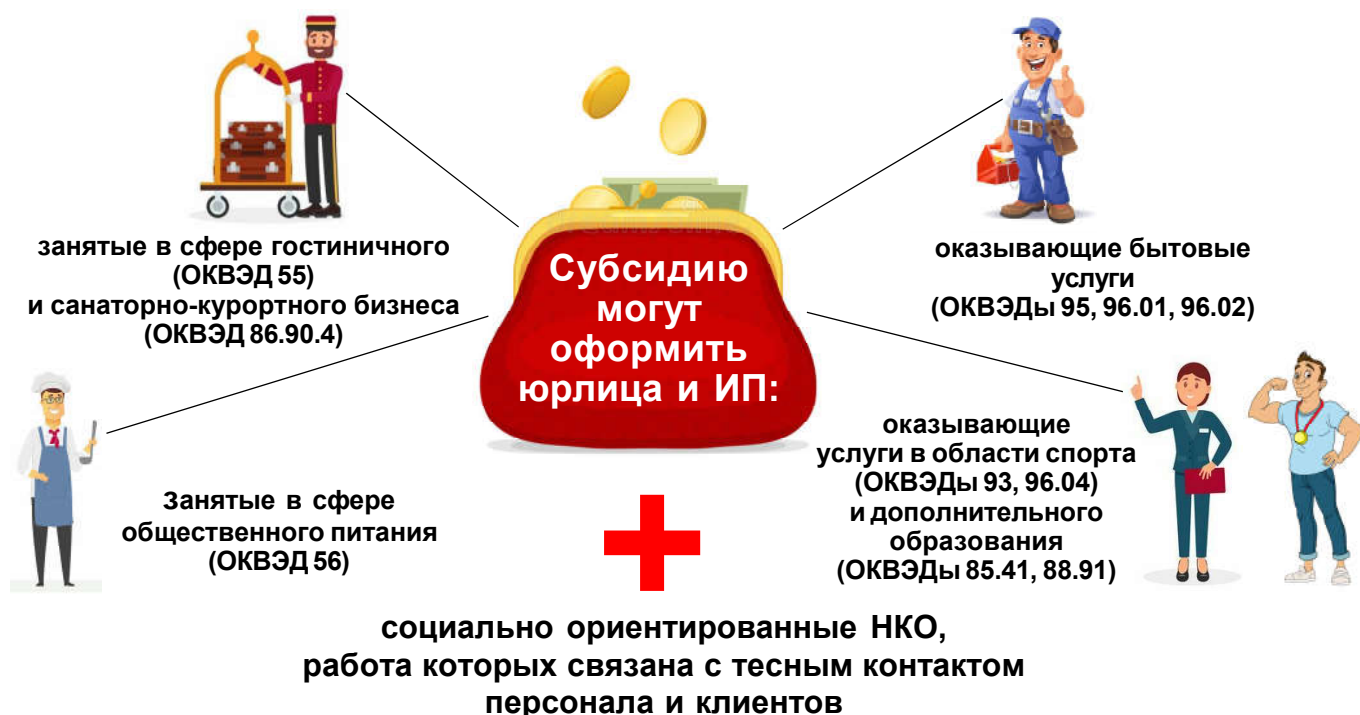 Субсидию
могут
оформить
юрлица и ИП:
занятые в сфере гостиничного
(ОКВЭД 55)
и санаторно-курортного бизнеса
(ОКВЭД 86.90.4)
оказывающие бытовые
услуги
(ОКВЭДы 95, 96.01, 96.02)
Занятые в сфере
общественного питания
(ОКВЭД 56)
оказывающие
услуги в области спорта
(ОКВЭДы 93, 96.04)
и дополнительного
образования
(ОКВЭДы 85.41, 88.91)
социально ориентированные НКО,
работа которых связана с тесным контактом
персонала и клиентов